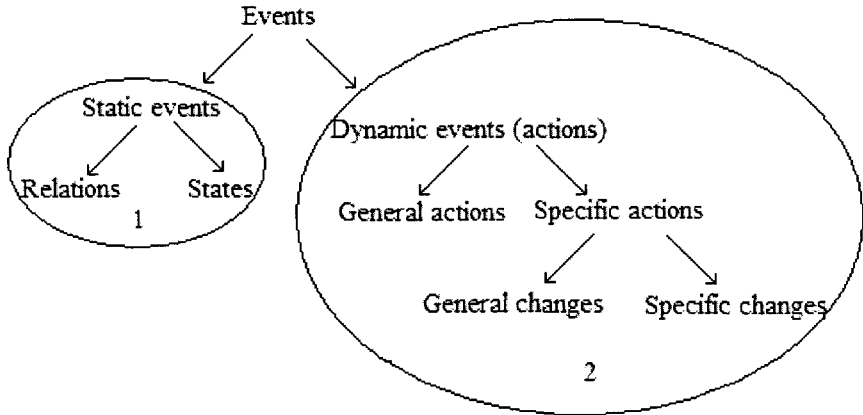 Events
Static events
Dynamic events (actions)
Relations States
1
General actions Specific actions
General changes Specific changes
2